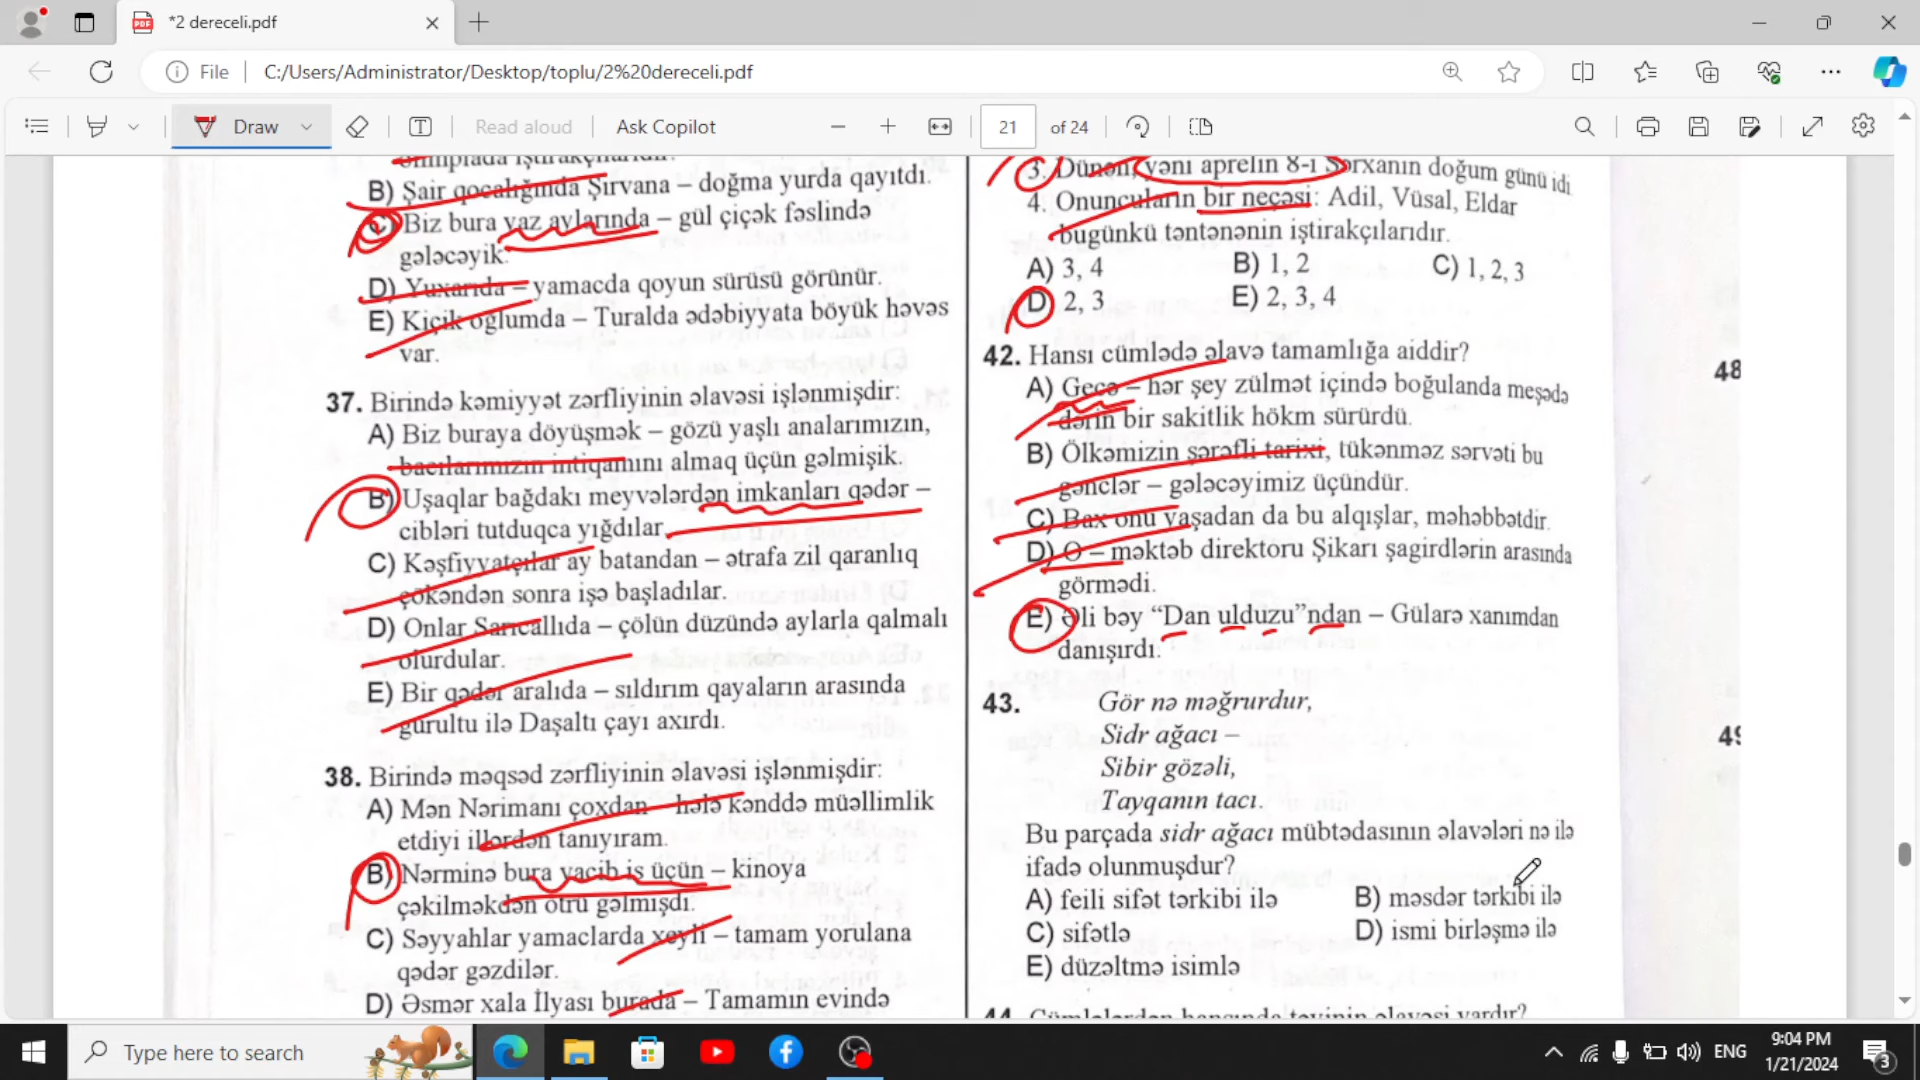 *2 dereceli.pdf
File
C:/Users/Administrator/Desktop/toplu/2%20dereceli.pdf
Draw
Read aloud
Ask Copilot
21
of 24
olimpiada iştirakçılarıdır.
B) Şair qocalığında Şirvana – doğma yurda qayıtdı.
C) Biz bura yaz aylarında – gül çiçək fəslində
gələcəyik.
D) Yuxarıda – yamacda qoyun sürüsü görünür.
E) Kiçik oğlumda – Turalda ədəbiyyata böyük həvəs
var.
37. Birində kəmiyyət zərfliyinin əlavəsi işlənmişdir:
A) Biz buraya döyüşmək – gözü yaşlı analarımızın,
bacılarımızın intiqamını almaq üçün gəlmişik.
B) Uşaqlar bağdakı meyvələrdən imkanları qədər –
cibləri tutduqca yığdılar.
C) Kəşfiyyatçılar ay batandan – ətrafa zil qaranlıq
çökəndən sonra işə başladılar.
D) Onlar Sarıcallıda – çölün düzündə aylarla qalmalı
olurdular.
E) Bir qədər aralıda – sıldırım qayaların arasında
gurultu ilə Daşaltı çayı axırdı.
38. Birində məqsəd zərfliyinin əlavəsi işlənmişdir:
A) Mən Nərimanı çoxdan – hələ kənddə müəllimlik
etdiyi illərdən tanıyıram.
B) Nərminə bura vacib iş üçün – kinoya
çəkilməkdən ötrü gəlmişdi.
C) Səyyahlar yamaclarda xeyli – tamam yorulana
qədər gəzdilər.
D) Əsmər xala İlyası burada – Tamamın evində
3. Dünən, yəni aprelin 8-i Sərxanın doğum günü idi
4. Onuncuların bir neçəsi: Adil, Vüsal, Eldar
bugünkü təntənənin iştirakçılarıdır.
A) 3, 4 B) 1, 2 C) 1, 2, 3
D) 2, 3 E) 2, 3, 4
42. Hansı cümlədə əlavə tamamlığa aiddir?
A) Gecə – hər şey zülmət içində boğulanda meşədə
dərin bir sakitlik hökm sürürdü.
B) Ölkəmizin şərəfli tarixi, tükənməz sərvəti bu
gənclər – gələcəyimiz üçündür.
C) Bax onu yaşadan da bu alqışlar, məhəbbətdir.
D) O – məktəb direktoru Şikarı şagirdlərin arasında
görmədi.
E) Əli bəy “Dan ulduzu”ndan – Gülarə xanımdan
danışırdı.
43. Gör nə məğrurdur,
Sidr ağacı –
Sibir gözəli,
Tayqanın tacı.
Bu parçada sidr ağacı mübtədasının əlavələri nə ilə
ifadə olunmuşdur?
A) feili sifət tərkibi ilə B) məsdər tərkibi ilə
C) sifətlə D) ismi birləşmə ilə
E) düzəltmə isimlə
44. Cümlələrdən hansında təyinin əlavəsi vardır?
48
49
Type here to search
ENG
9:04 PM
1/21/2024
3